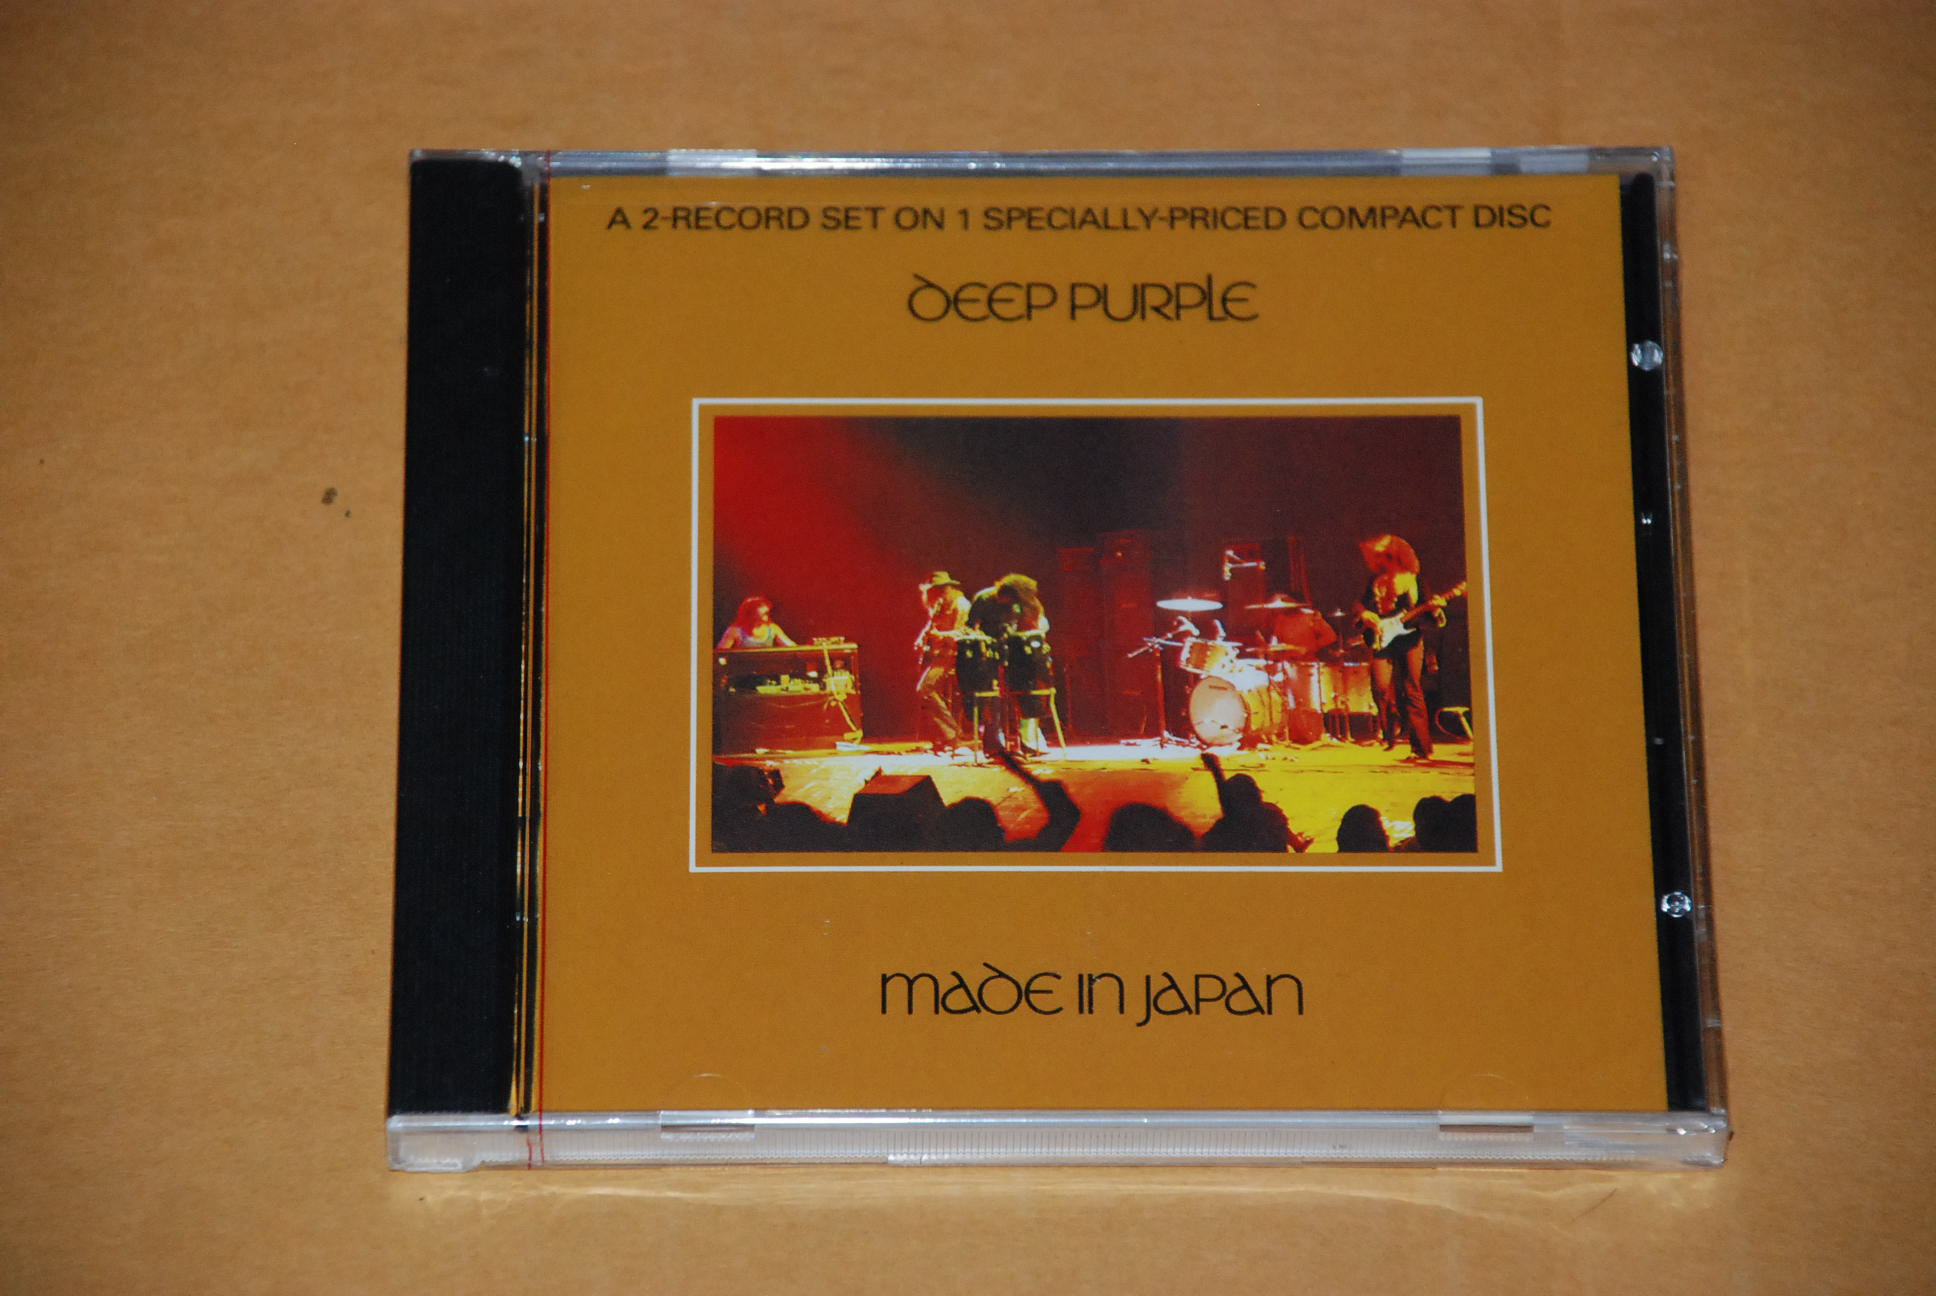 A 2-RECORD SET ON 1 SPECIALLY-PRICED COMPACT DISC
DEEP PURPLE
MADE IN JAPAN